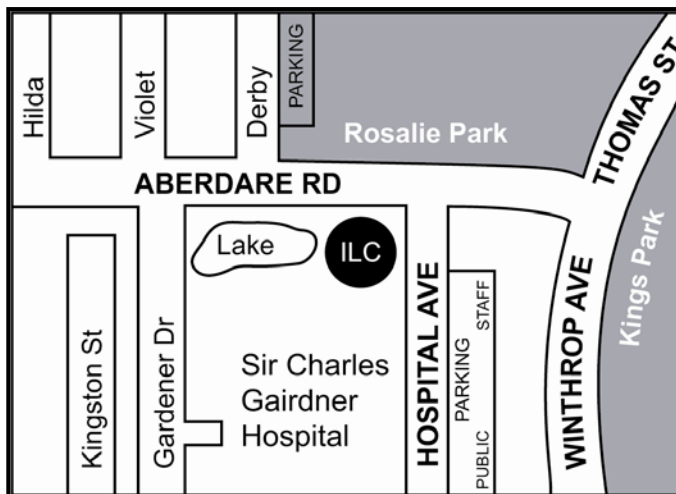 Hilda
Violet
Derby
PARKING
Rosalie Park
THOMAS ST
ABERDARE RD
Lake
ILC
Kings Park
Kingston St
Gardener Dr
Sir Charles
Gairdner
Hospital
HOSPITAL AVE
PARKING
STAFF
PUBLIC
WINTHROP AVE